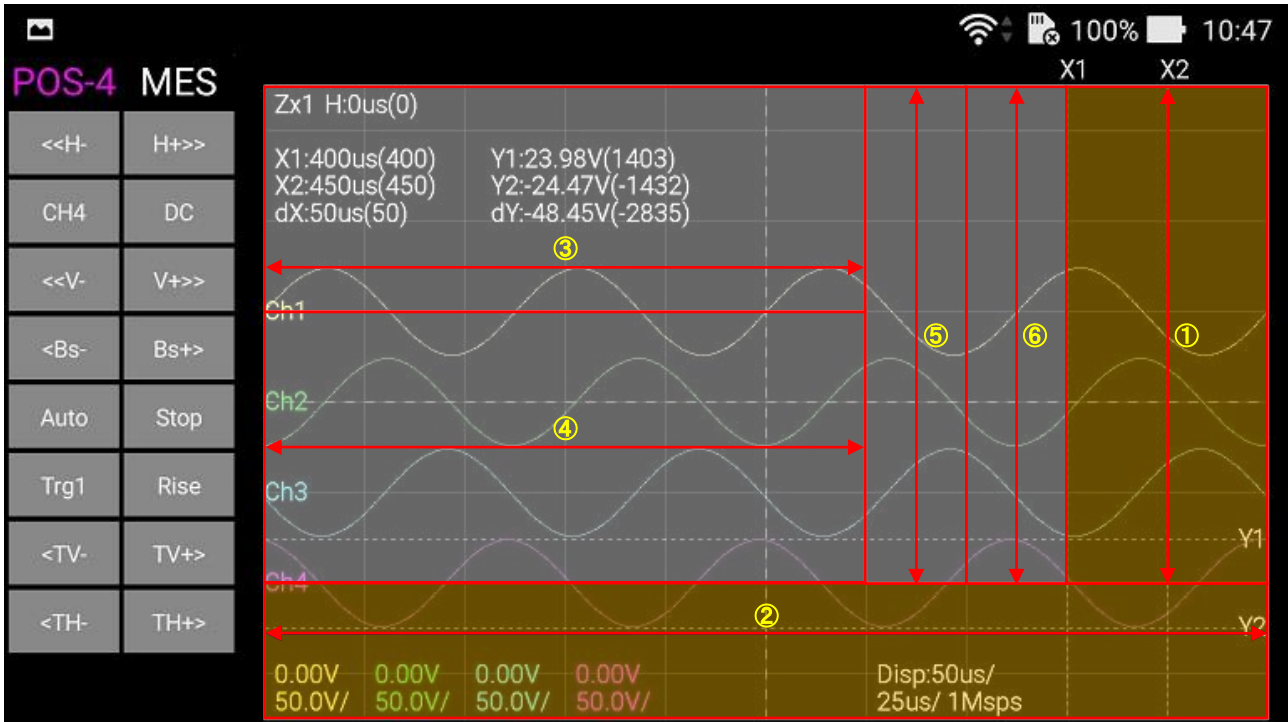 100% 10:47
POS-4 MES
X1 X2
<<H- H+>>
CH4 DC
<<V- V+>>
<Bs- Bs+>
Auto Stop
Trg1 Rise
<TV- TV+>
<TH- TH+>
Zx1 H:0us(0)
X1:400us(400) Y1:23.98V(1403)
X2:450us(450) Y2:-24.47V(-1432)
dX:50us(50) dY:-48.45V(-2835)
③
Ch1
⑤ ⑥ ①
Ch2
④
Ch3
Y1
Ch4
②
Y2
0.00V 0.00V 0.00V 0.00V Disp:50us/
50.0V/ 50.0V/ 50.0V/ 50.0V/ 25us/ 1Msps